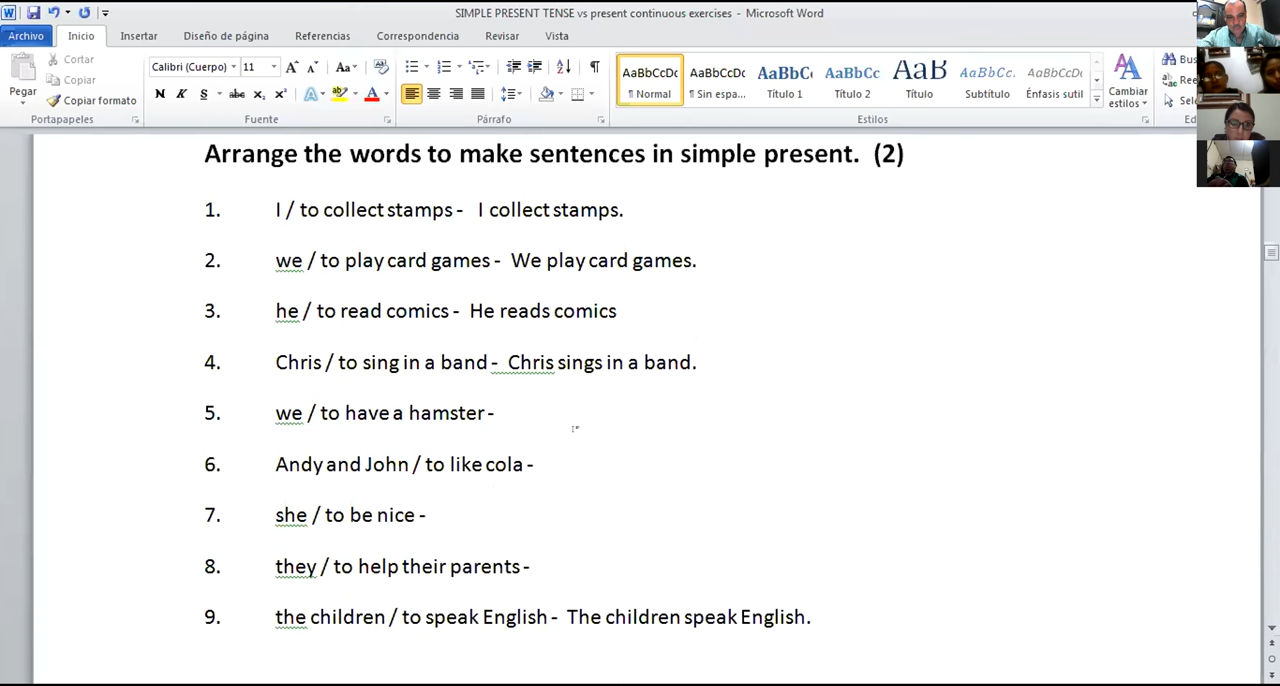 SIMPLE PRESENT TENSE vs present continuous exercises - Microsoft Word
Archivo Inicio Insertar Diseño de página Referencias Correspondencia Revisar Vista
Pegar
Cortar
Copiar
Copiar formato
Portapapeles
Calibri (Cuerpo) 11
Fuente
Párrafo
AaBbCcDc AaBbCcDc AaBbC AaBbCc AaB AaBbCc. AaBbCcDc
¶ Normal ¶ Sin espa... Título 1 Título 2 Título Subtítulo Énfasis sutil
Estilos
Cambiar estilos
Arrange the words to make sentences in simple present. (2)
1. I / to collect stamps - I collect stamps.
2. we / to play card games - We play card games.
3. he / to read comics - He reads comics
4. Chris / to sing in a band - Chris sings in a band.
5. we / to have a hamster -
6. Andy and John / to like cola -
7. she / to be nice -
8. they / to help their parents -
9. the children / to speak English - The children speak English.